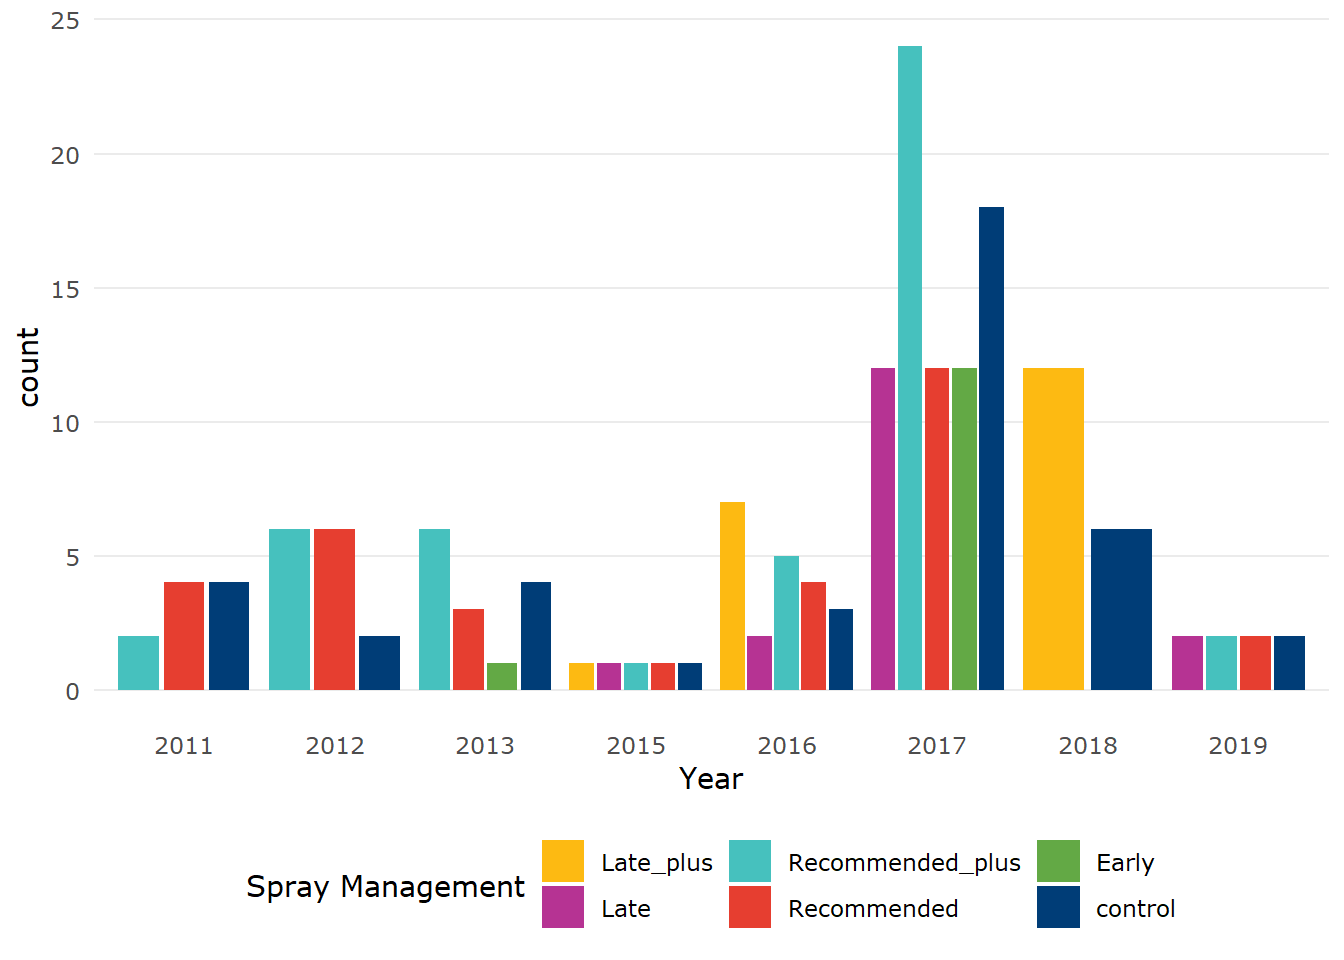 25
20
15
10
5
0
count
2011 2012 2013 2015 2016 2017 2018 2019
Year
Spray Management
Late_plus Recommended_plus Early
Late Recommended control